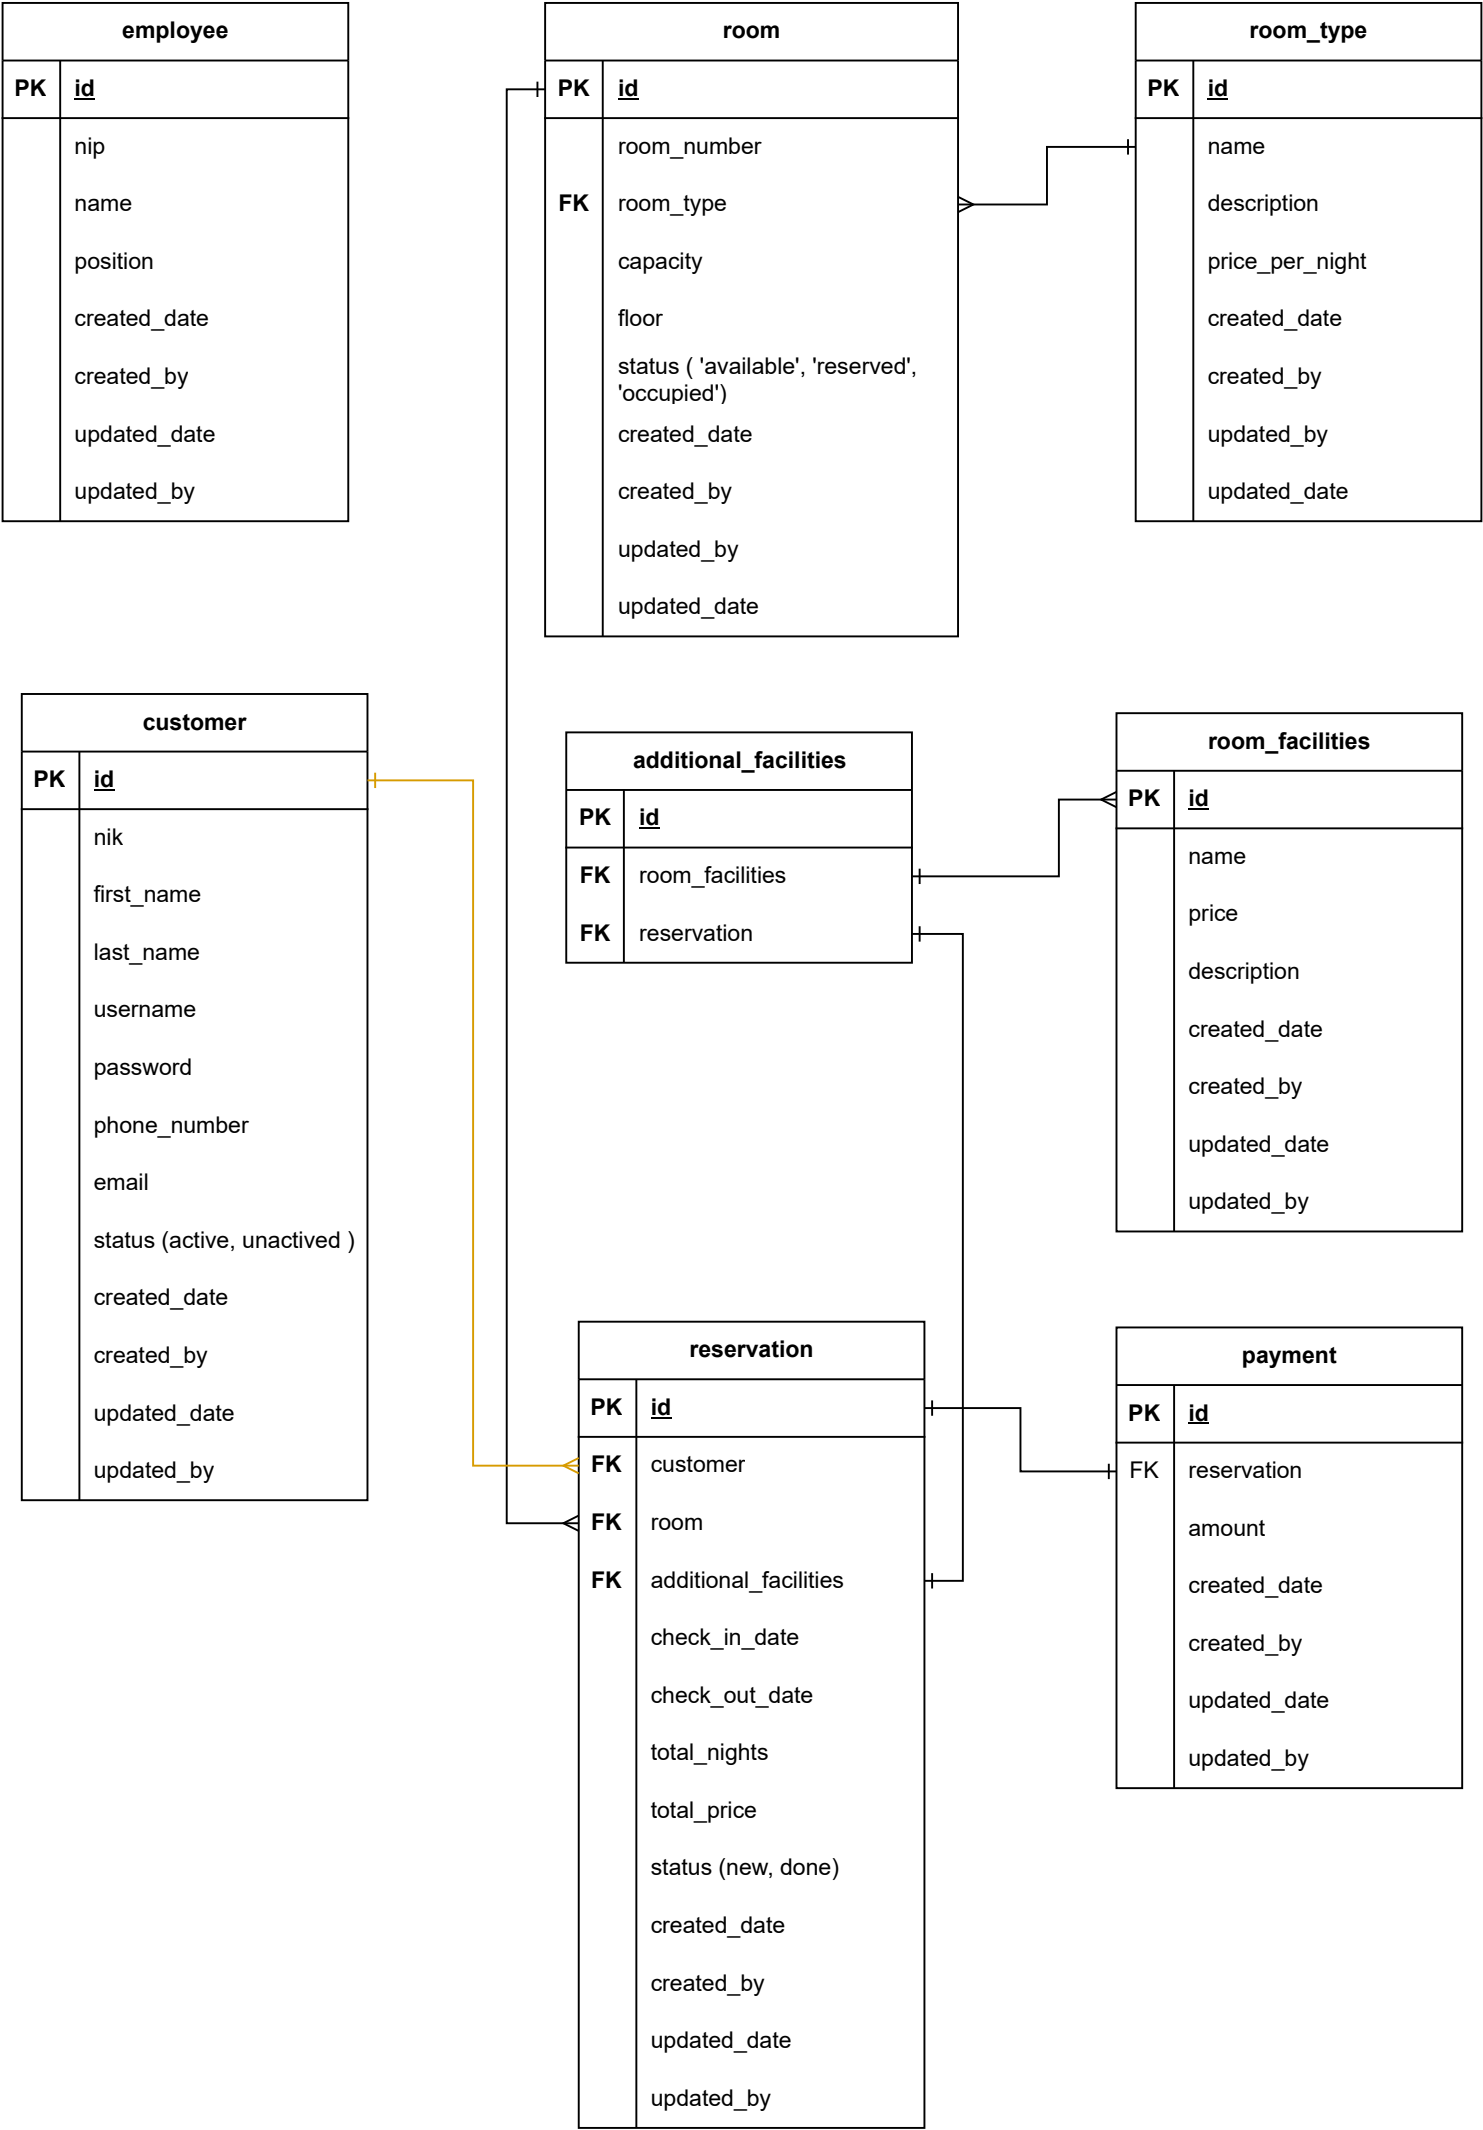 employee
PK id
nip
name
position
created_date
created_by
updated_date
updated_by
room
PK id
room_number
FK room_type
capacity
floor
status ( 'available', 'reserved',
'occupied')
created_date
created_by
updated_by
updated_date
room_type
PK id
name
description
price_per_night
created_date
created_by
updated_by
updated_date
customer
PK id
nik
first_name
last_name
username
password
phone_number
email
status (active, unactived )
created_date
created_by
updated_date
updated_by
additional_facilities
PK id
FK room_facilities
FK reservation
room_facilities
PK id
name
price
description
created_date
created_by
updated_date
updated_by
reservation
PK id
FK customer
FK room
FK additional_facilities
check_in_date
check_out_date
total_nights
total_price
status (new, done)
created_date
created_by
updated_date
updated_by
payment
PK id
FK reservation
amount
created_date
created_by
updated_date
updated_by